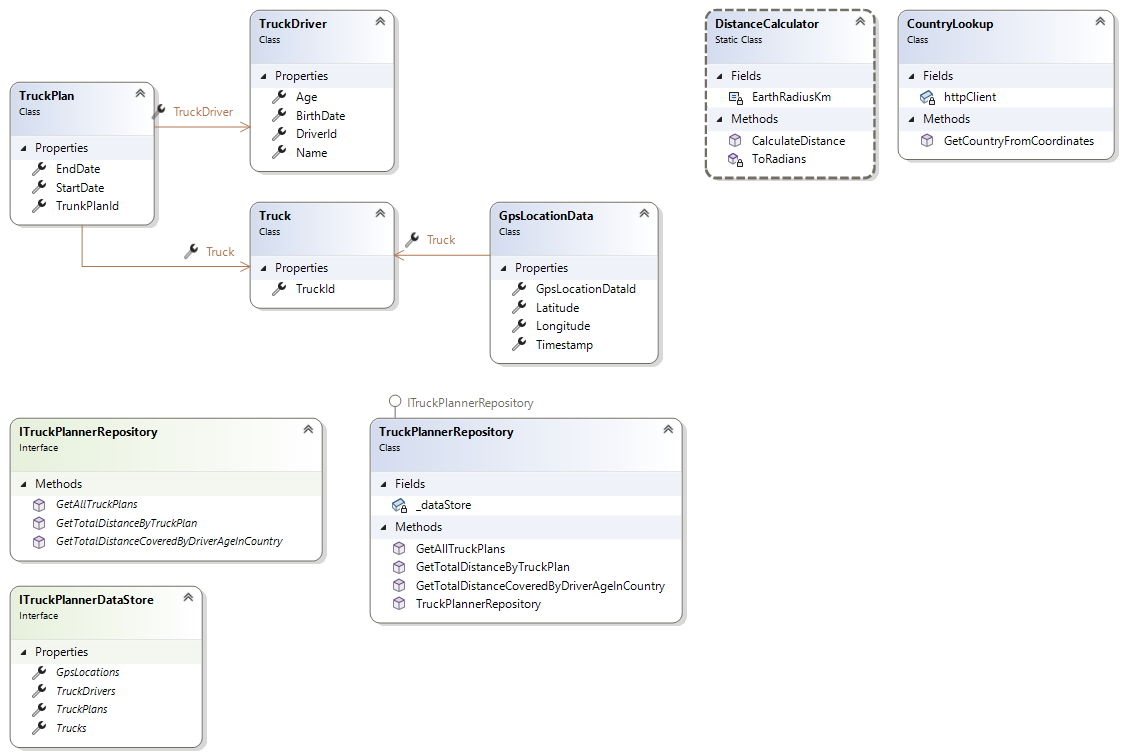 TruckPlan
Class
Properties
EndDate
StartDate
TrunkPlanId
TruckDriver
TruckDriver
Class
Properties
Age
BirthDate
DriverId
Name
Truck
Truck
Class
Properties
TruckId
Truck
GpsLocationData
Class
Properties
GpsLocationDataId
Latitude
Longitude
Timestamp
DistanceCalculator
Static Class
Fields
EarthRadiusKm
Methods
CalculateDistance
ToRadians
CountryLookup
Class
Fields
httpClient
Methods
GetCountryFromCoordinates
ITruckPlannerRepository
Interface
Methods
GetAllTruckPlans
GetTotalDistanceByTruckPlan
GetTotalDistanceCoveredByDriverAgeInCountry
ITruckPlannerRepository
TruckPlannerRepository
Class
Fields
_dataStore
Methods
GetAllTruckPlans
GetTotalDistanceByTruckPlan
GetTotalDistanceCoveredByDriverAgeInCountry
TruckPlannerRepository
ITruckPlannerDataStore
Interface
Properties
GpsLocations
TruckDrivers
TruckPlans
Trucks